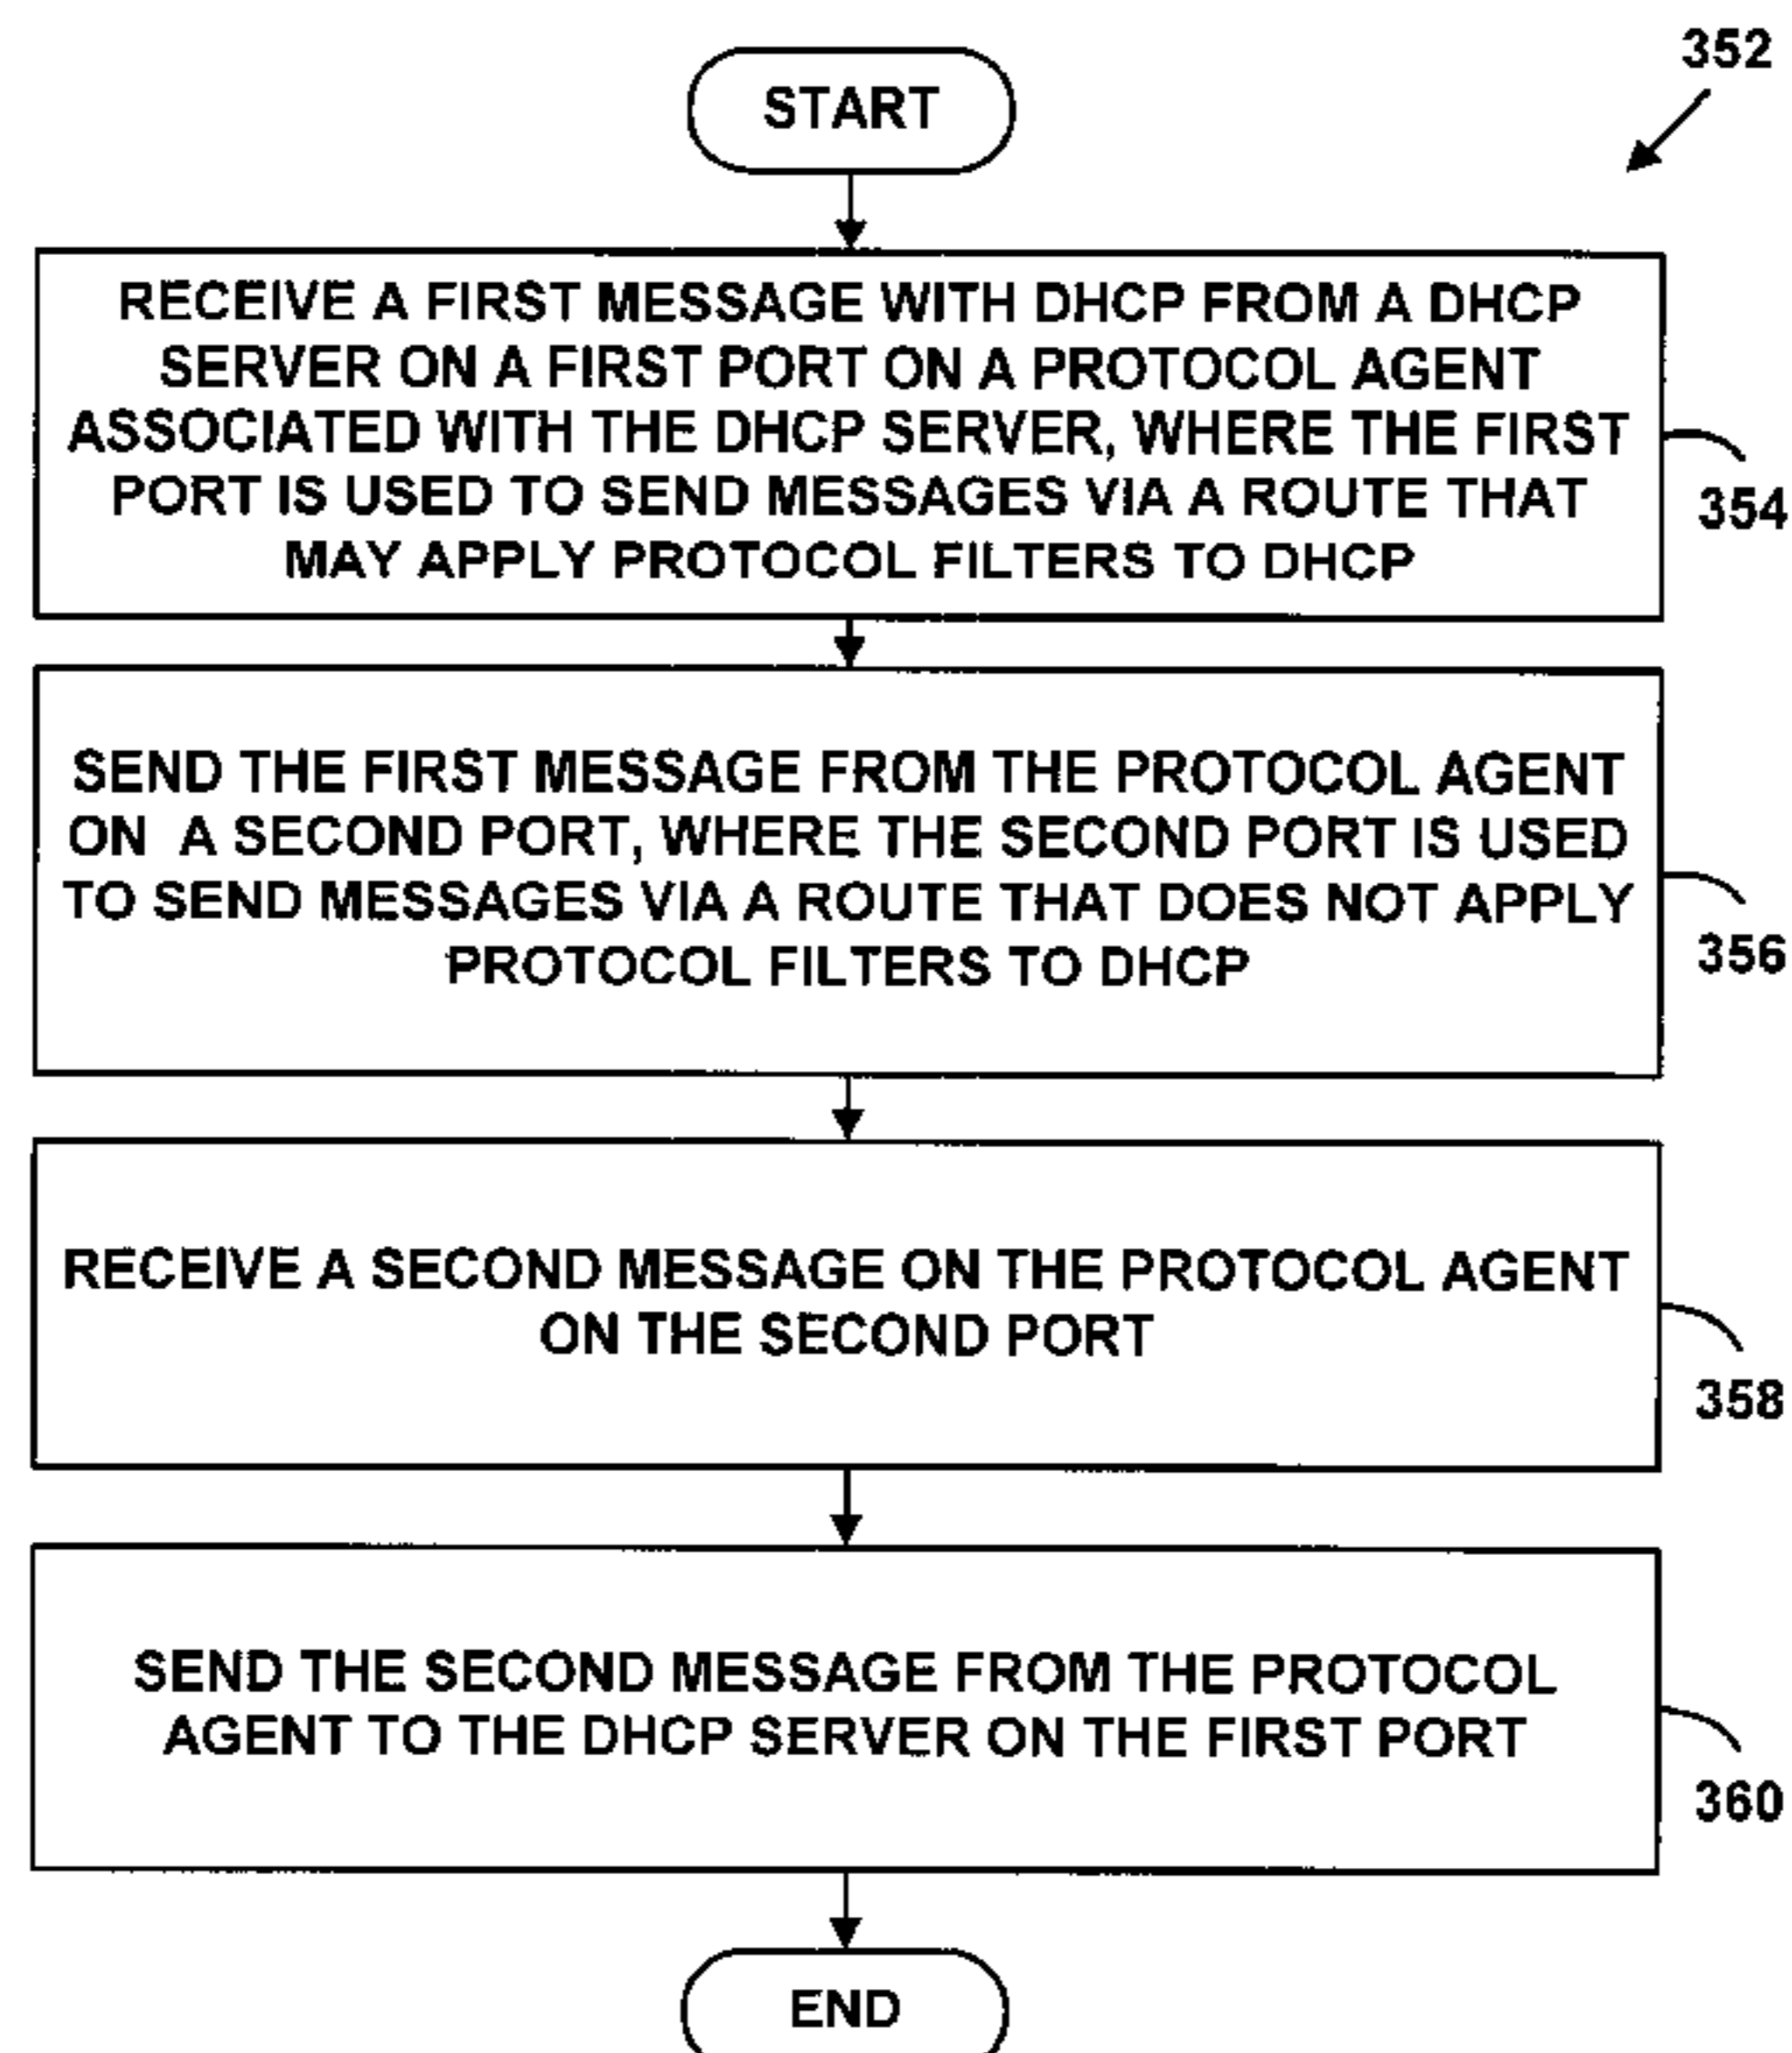 352
START
RECEIVE A FIRST MESSAGE WITH DHCP FROM A DHCP
SERVER ON A FIRST PORT ON A PROTOCOL AGENT
ASSOCIATED WITH THE DHCP SERVER, WHERE THE FIRST
PORT IS USED TO SEND MESSAGES VIA A ROUTE THAT
MAY APPLY PROTOCOL FILTERS TO DHCP
354
SEND THE FIRST MESSAGE FROM THE PROTOCOL AGENT
ON A SECOND PORT, WHERE THE SECOND PORT IS USED
TO SEND MESSAGES VIA A ROUTE THAT DOES NOT APPLY
PROTOCOL FILTERS TO DHCP
356
RECEIVE A SECOND MESSAGE ON THE PROTOCOL AGENT
ON THE SECOND PORT
358
SEND THE SECOND MESSAGE FROM THE PROTOCOL
AGENT TO THE DHCP SERVER ON THE FIRST PORT
360
END